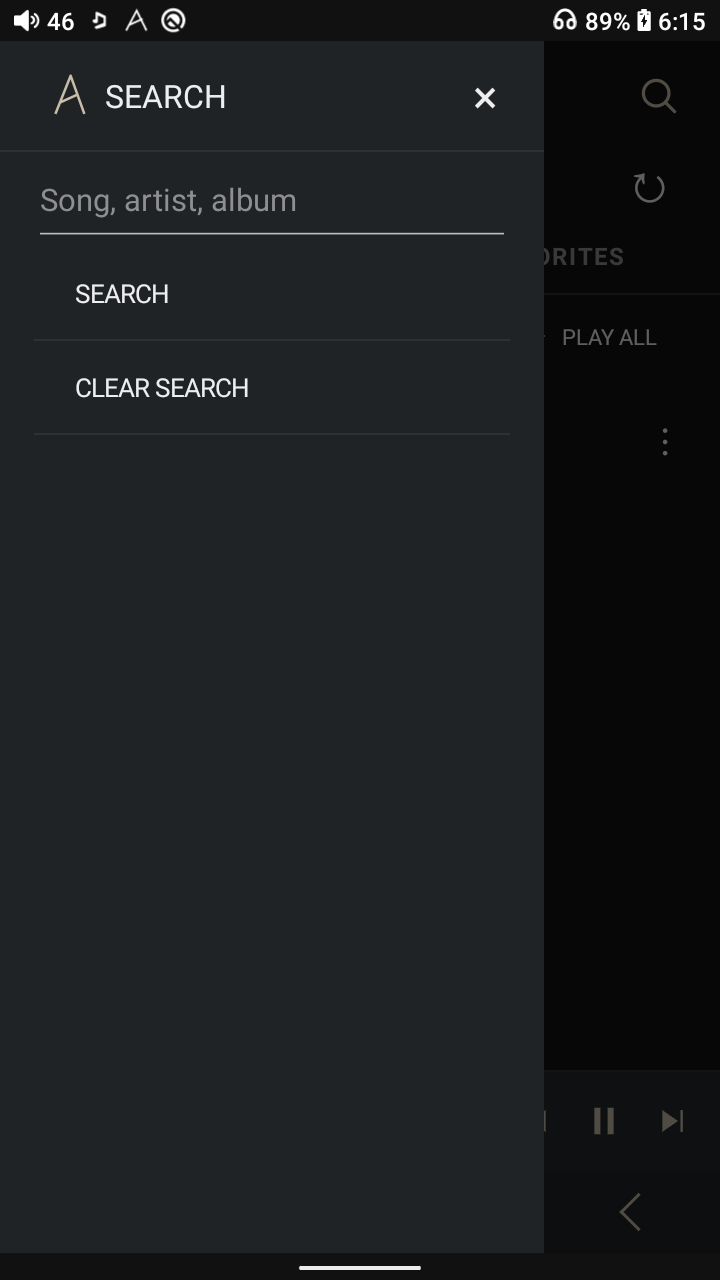 46 89% 6:15
SEARCH
Song, artist, album
ORITES
SEARCH
PLAY ALL
CLEAR SEARCH